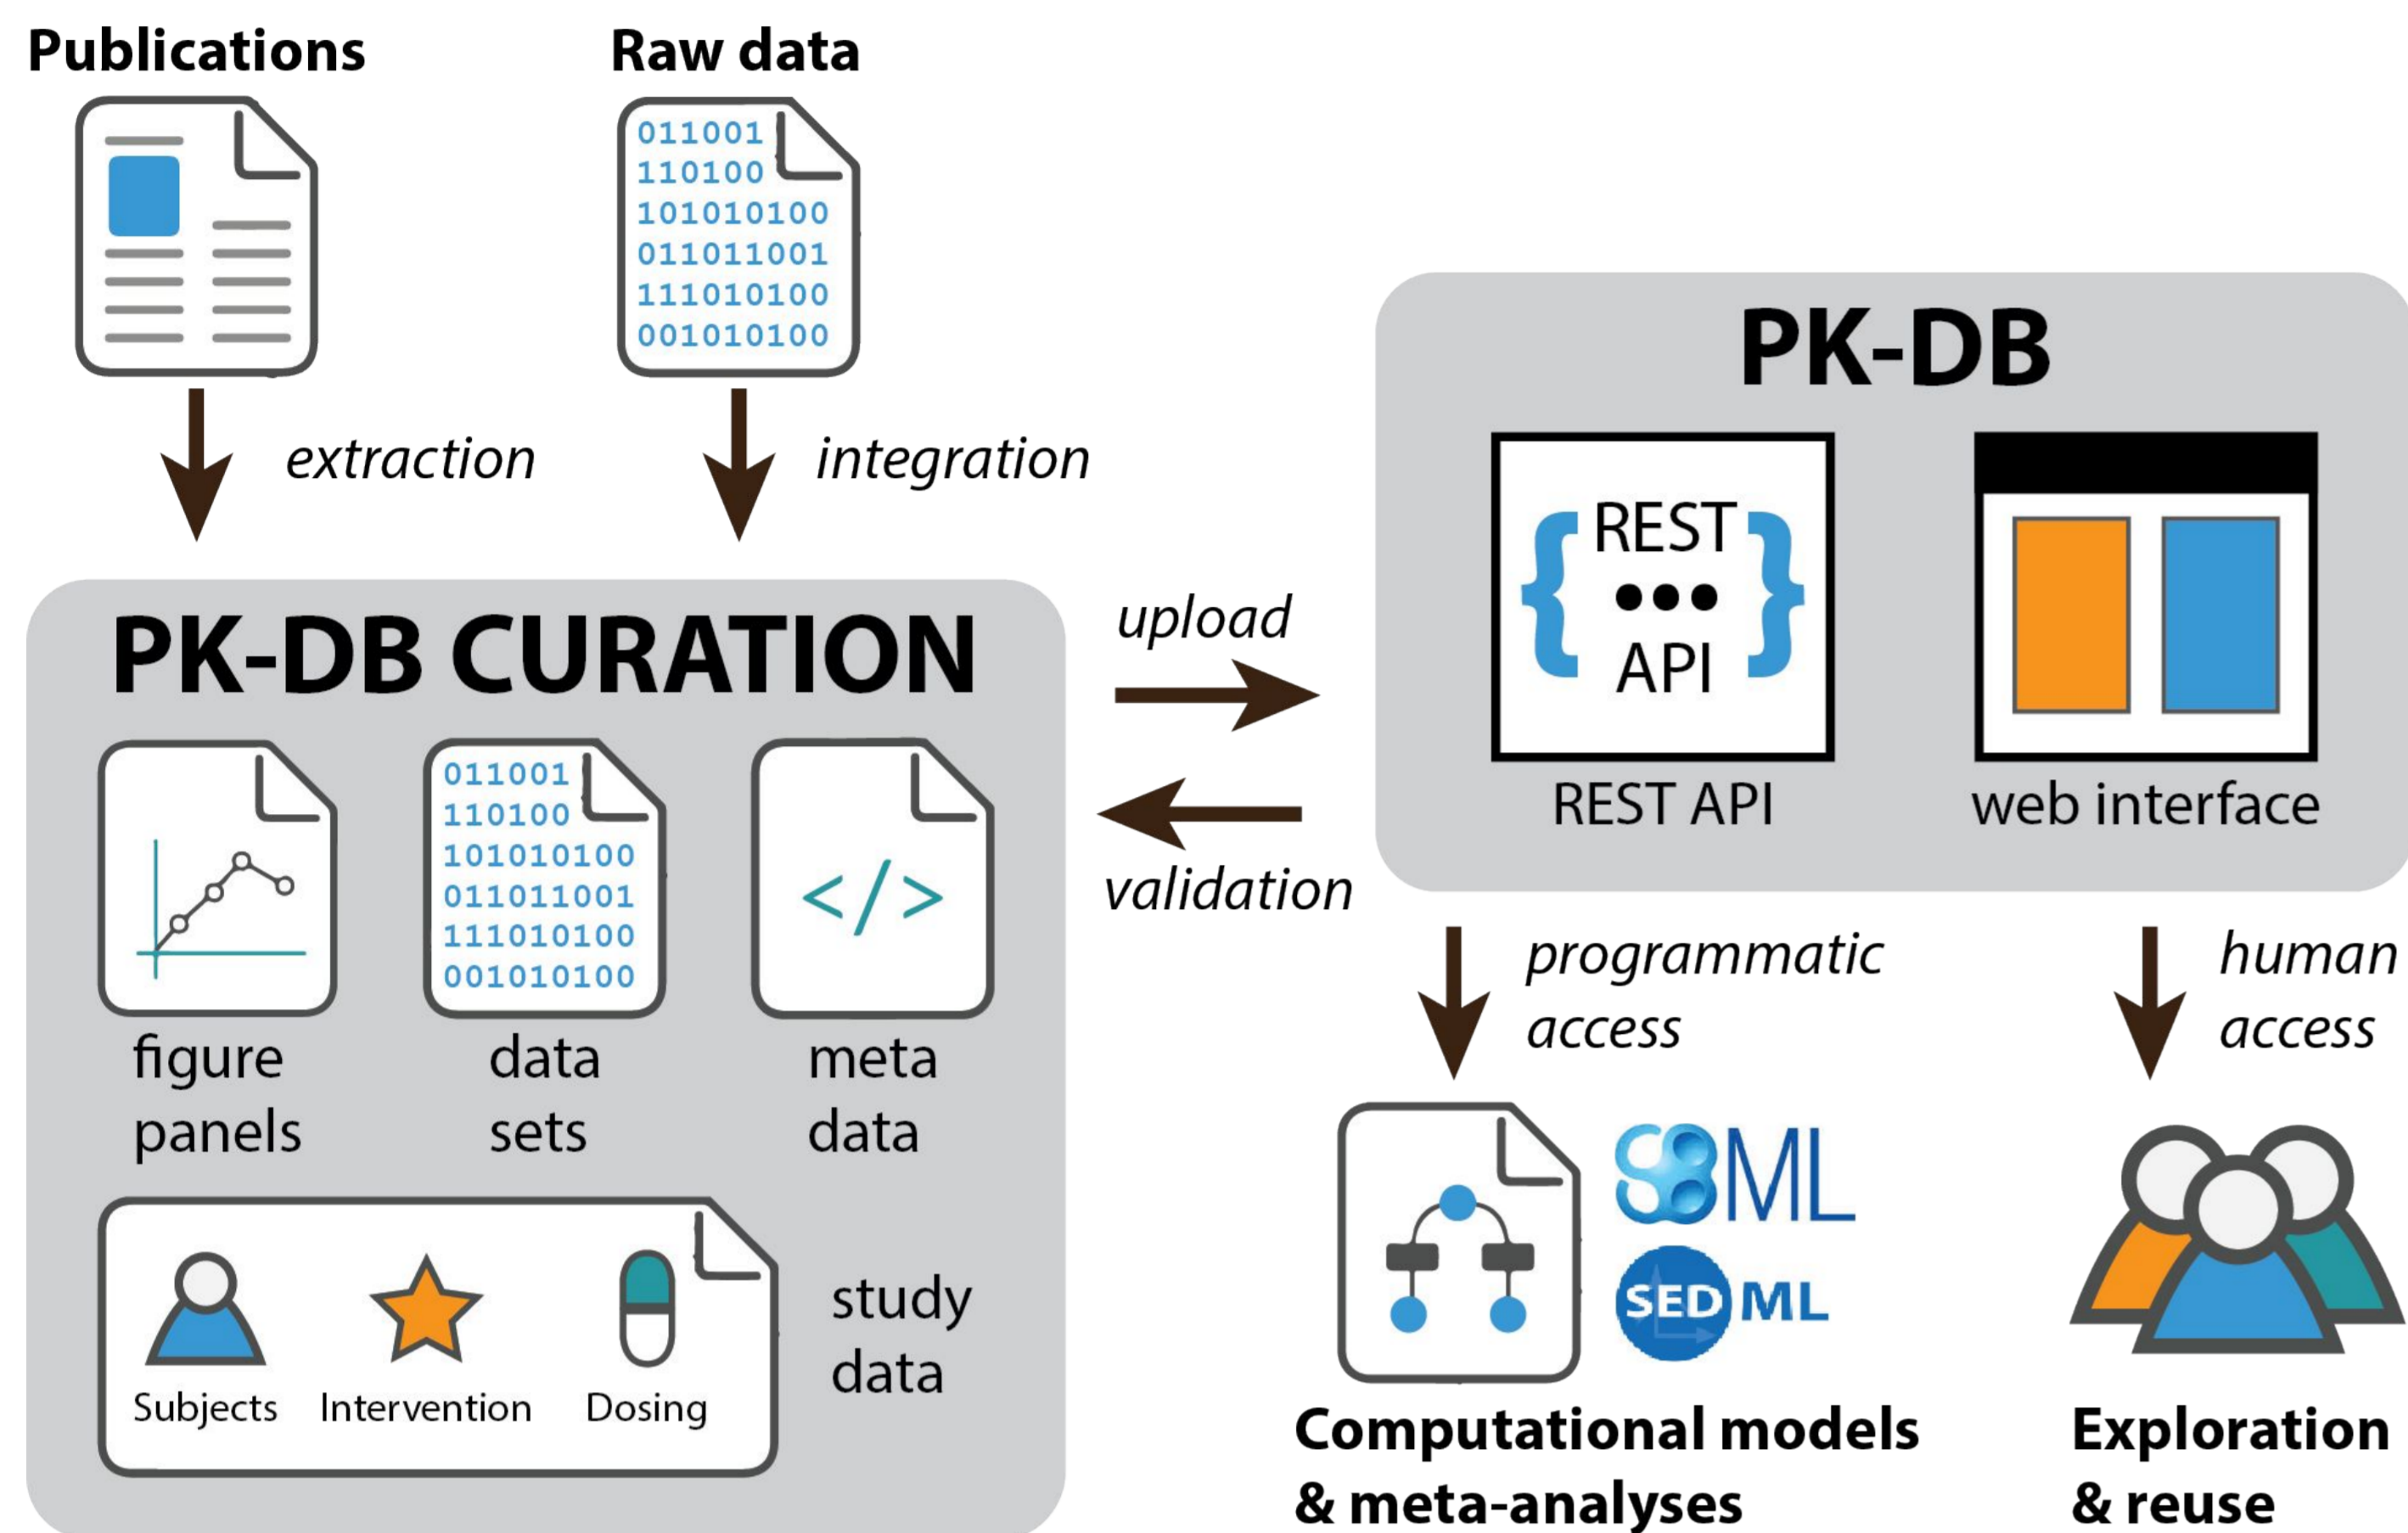 Publications
Raw data
011001
110100
101010100
011011001
111010100
001010100
extraction
integration
PK-DB CURATION
011001
110100
101010100
011011001
111010100
001010100
</>
figure
panels
data
sets
meta
data
Subjects
Intervention
Dosing
study
data
upload
validation
PK-DB
{ REST
•••
API }
REST API
web interface
programmatic
access
human
access
SBML
SED ML
Computational models
& meta-analyses
Exploration
& reuse